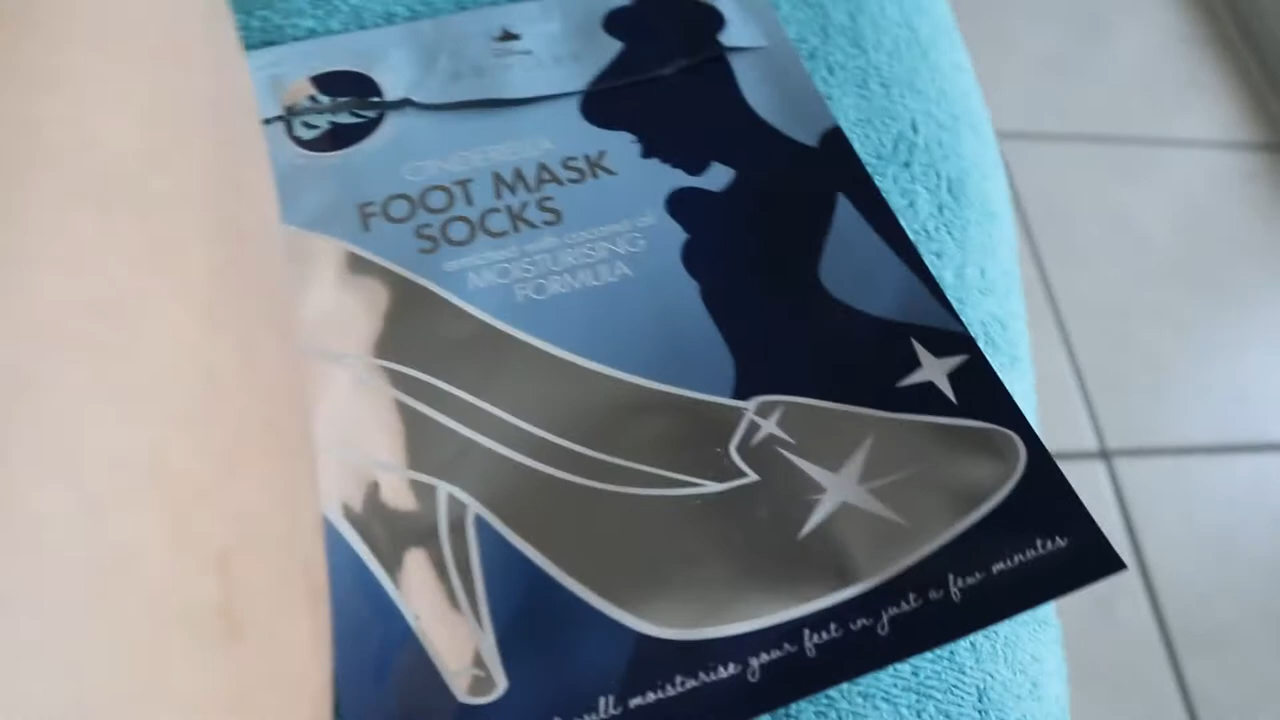 CINDERELLA
FOOT MASK
SOCKS
enriched with coconut oil
MOISTURISING
FORMULA
will moisturise your feet in just a few minutes